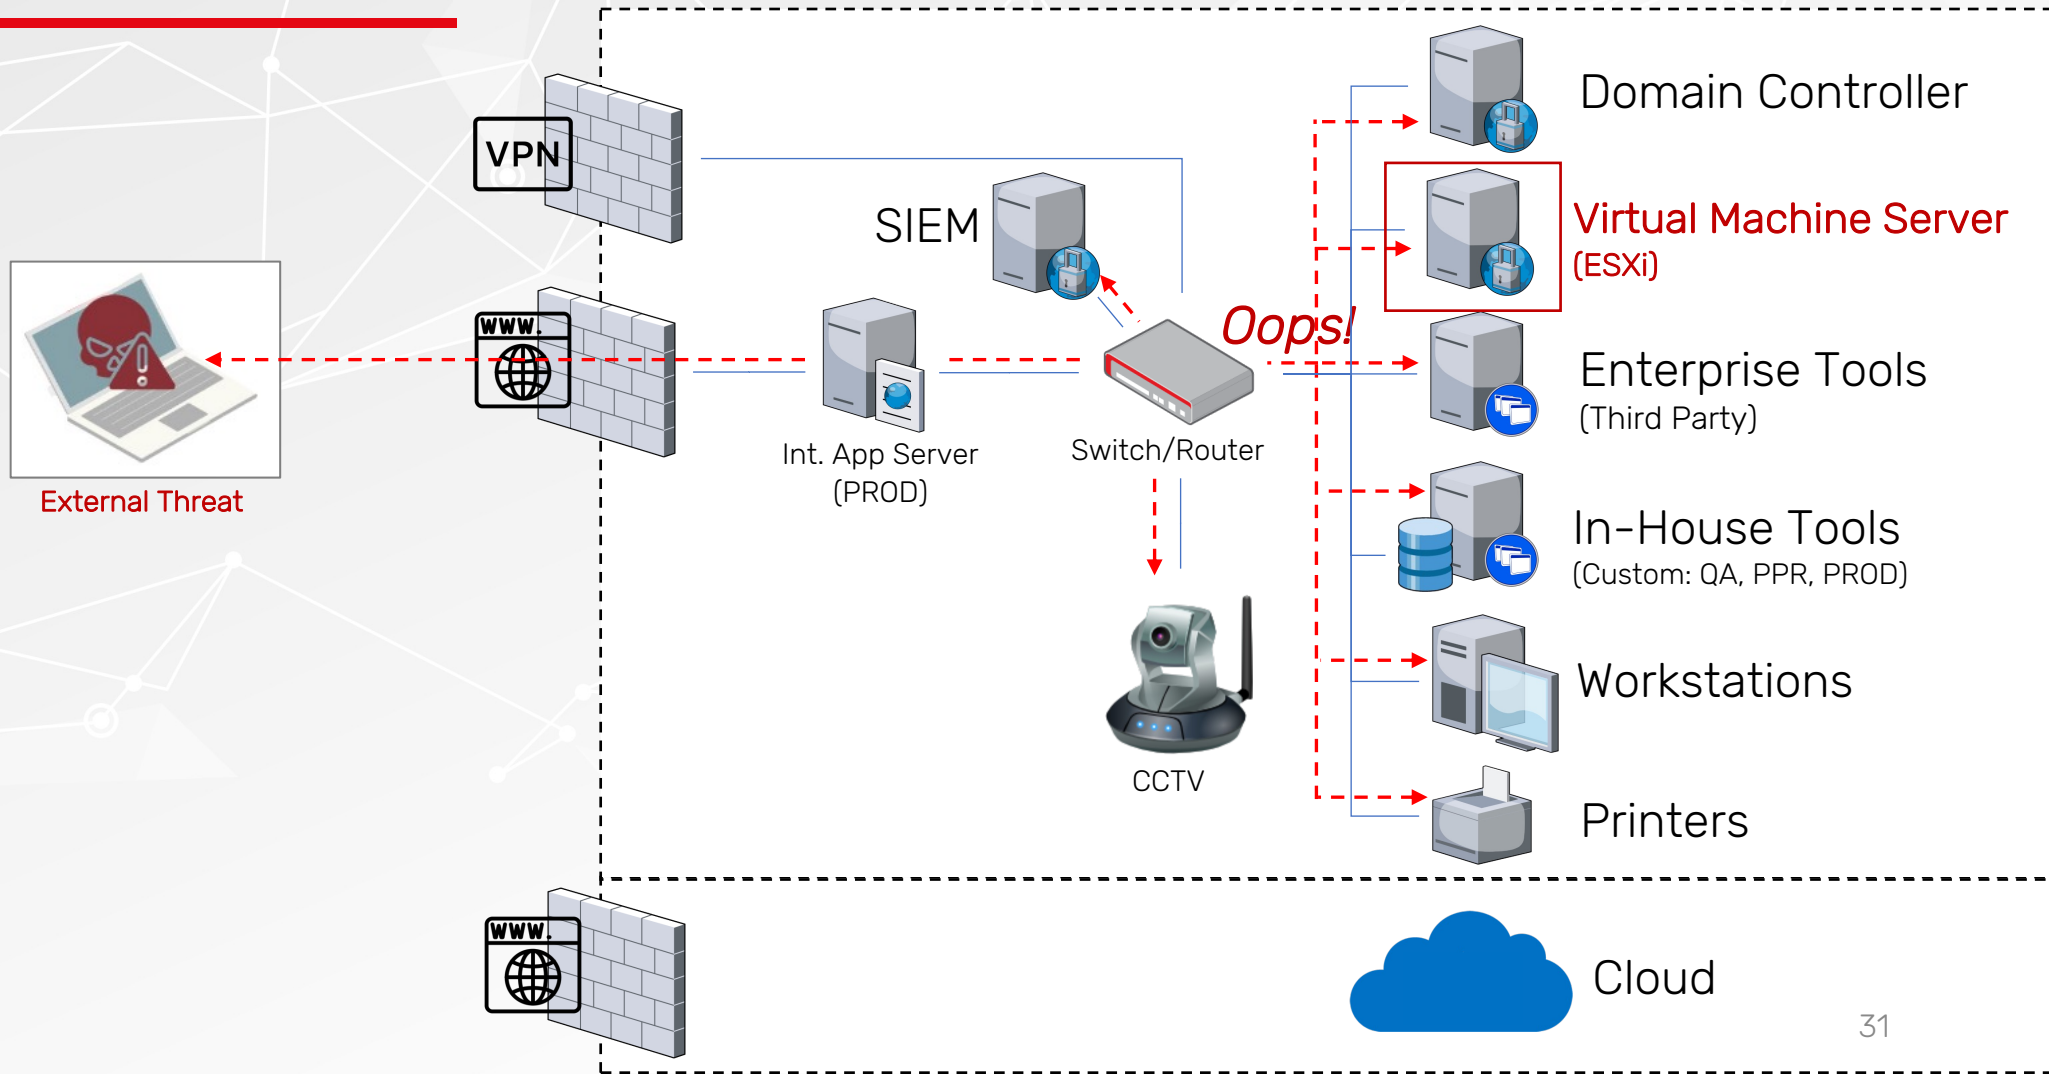 Domain Controller
VPN
SIEM
Virtual Machine Server
(ESXi)
WWW.
Oops!
Enterprise Tools
(Third Party)
External Threat
Int. App Server
(PROD)
Switch/Router
In-House Tools
(Custom: QA, PPR, PROD)
Workstations
CCTV
Printers
WWW.
Cloud
31